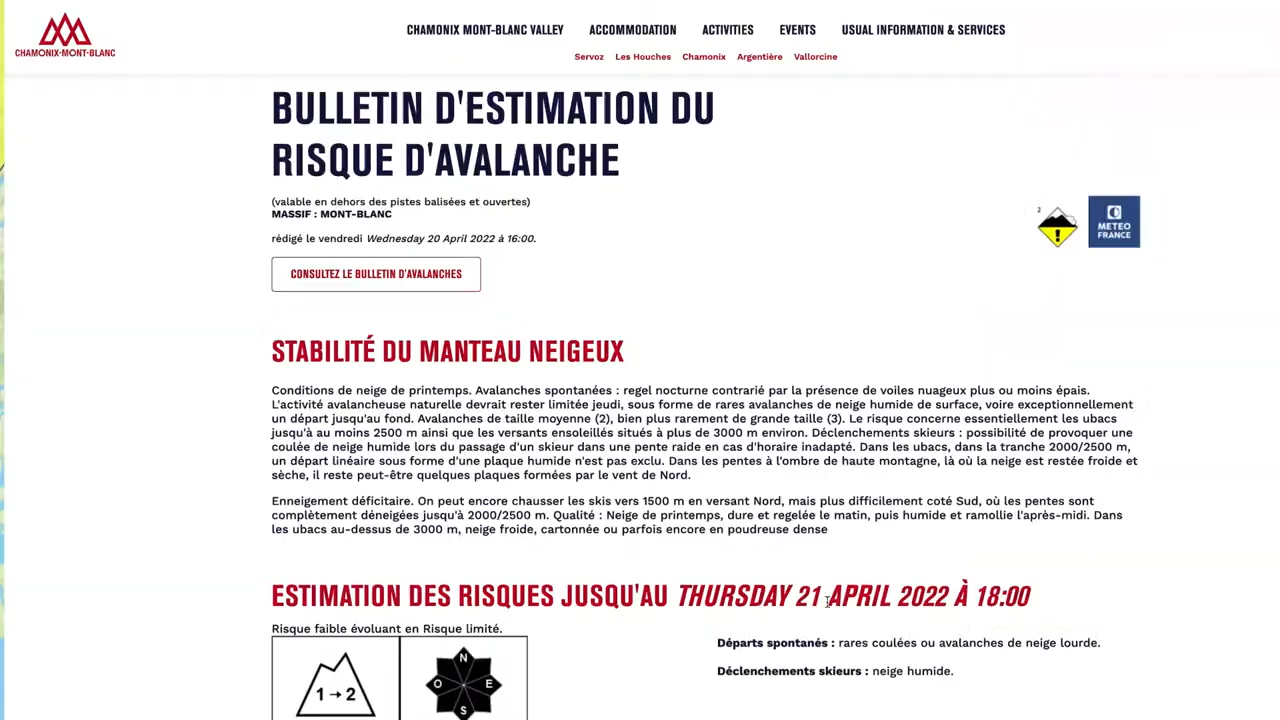 CHAMONIX-MONT-BLANC
CHAMONIX MONT-BLANC VALLEY ACCOMMODATION ACTIVITIES EVENTS USUAL INFORMATION & SERVICES
Servoz Les Houches Chamonix Argentière Vallorcine
BULLETIN D'ESTIMATION DU
RISQUE D'AVALANCHE
(valable en dehors des pistes balisées et ouvertes)
MASSIF : MONT-BLANC
rédigé le vendredi Wednesday 20 April 2022 à 16:00.
2
METEO
FRANCE
CONSULTEZ LE BULLETIN D'AVALANCHES
STABILITÉ DU MANTEAU NEIGEUX
Conditions de neige de printemps. Avalanches spontanées : regel nocturne contrarié par la présence de voiles nuageux plus ou moins épais.
L'activité avalancheuse naturelle devrait rester limitée jeudi, sous forme de rares avalanches de neige humide de surface, voire exceptionnellement
un départ jusqu'au fond. Avalanches de taille moyenne (2), bien plus rarement de grande taille (3). Le risque concerne essentiellement les ubacs
jusqu'à au moins 2500 m ainsi que les versants ensoleillés situés à plus de 3000 m environ. Déclenchements skieurs : possibilité de provoquer une
coulée de neige humide lors du passage d'un skieur dans une pente raide en cas d'horaire inadapté. Dans les ubacs, dans la tranche 2000/2500 m,
un départ linéaire sous forme d'une plaque humide n'est pas exclu. Dans les pentes à l'ombre de haute montagne, là où la neige est restée froide et
sèche, il reste peut-être quelques plaques formées par le vent de Nord.
Enneigement déficitaire. On peut encore chausser les skis vers 1500 m en versant Nord, mais plus difficilement coté Sud, où les pentes sont
complètement déneigées jusqu'à 2000/2500 m. Qualité : Neige de printemps, dure et regelée le matin, puis humide et ramollie l'après-midi. Dans
les ubacs au-dessus de 3000 m, neige froide, cartonnée ou parfois encore en poudreuse dense
ESTIMATION DES RISQUES JUSQU'AU THURSDAY 21 APRIL 2022 À 18:00
Risque faible évoluant en Risque limité.
1 → 2
N
O E
S
Départs spontanés : rares coulées ou avalanches de neige lourde.
Déclenchements skieurs : neige humide.